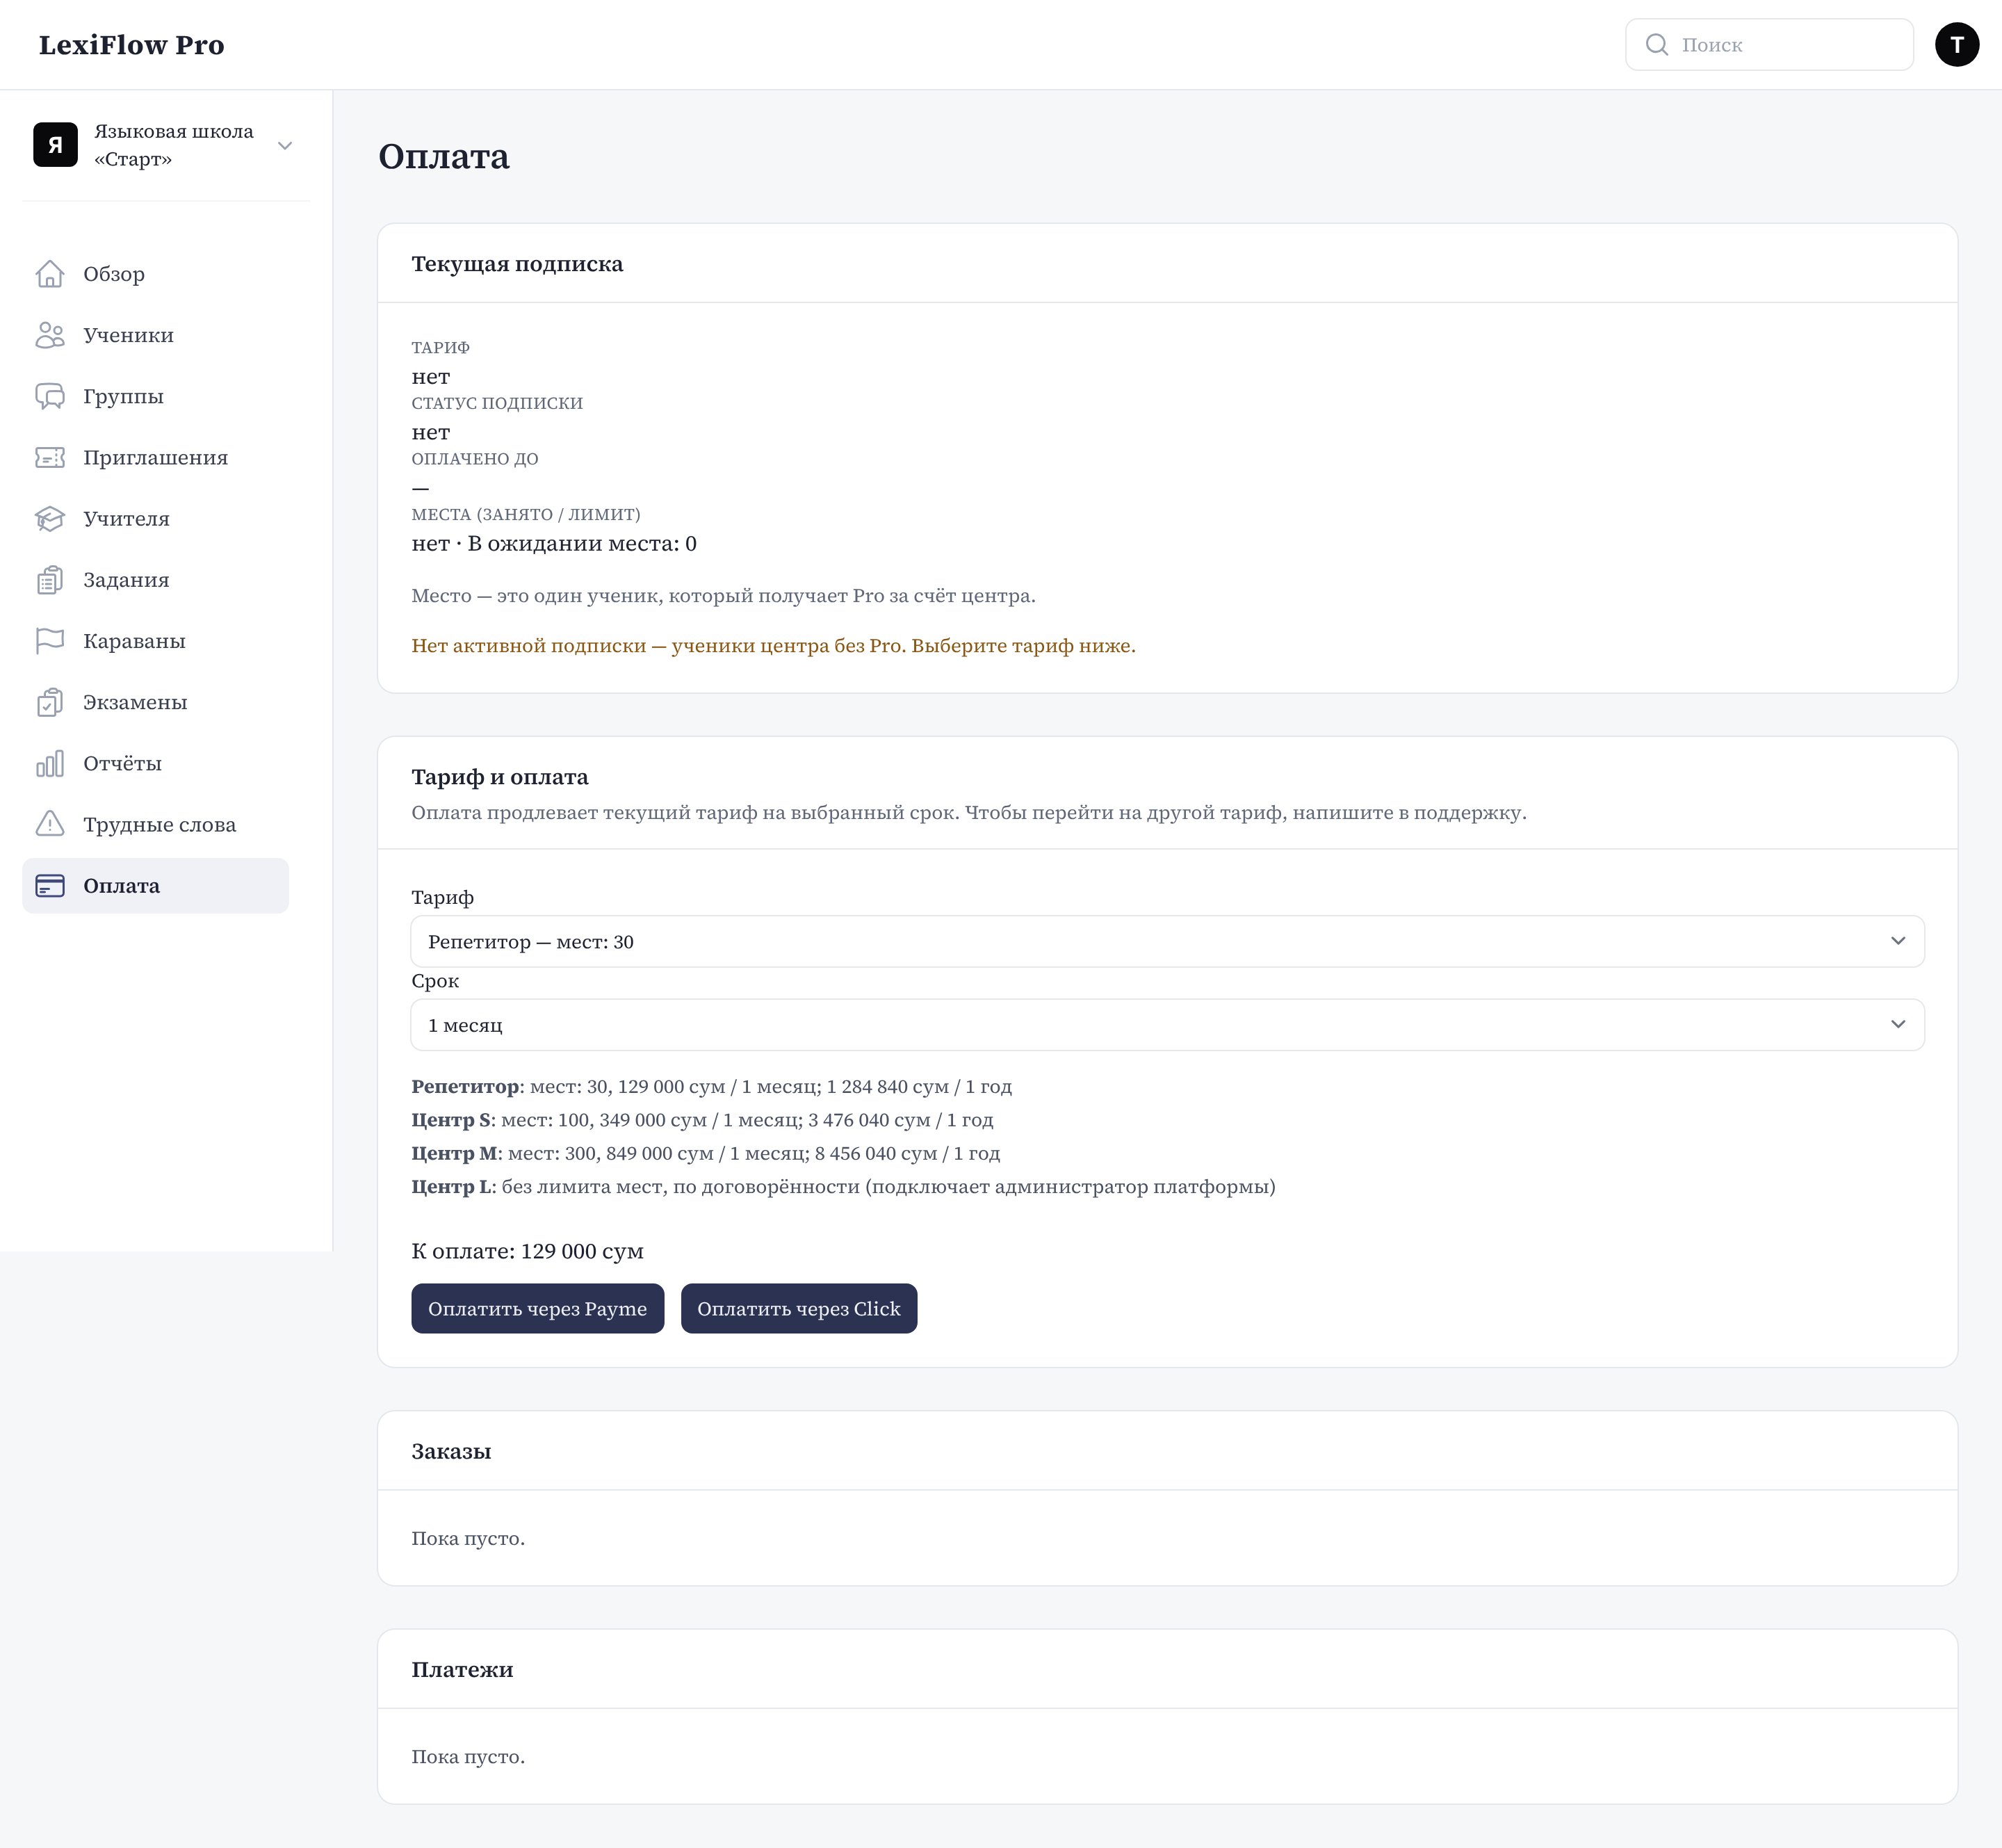 LexiFlow Pro
Поиск
T
Я
Языковая школа
«Старт»
Обзор
Ученики
Группы
Приглашения
Учителя
Задания
Караваны
Экзамены
Отчёты
Трудные слова
Оплата
Оплата
Текущая подписка
ТАРИФ
нет
СТАТУС ПОДПИСКИ
нет
ОПЛАЧЕНО ДО
—
МЕСТА (ЗАНЯТО / ЛИМИТ)
нет · В ожидании места: 0
Место — это один ученик, который получает Pro за счёт центра.
Нет активной подписки — ученики центра без Pro. Выберите тариф ниже.
Тариф и оплата
Оплата продлевает текущий тариф на выбранный срок. Чтобы перейти на другой тариф, напишите в поддержку.
Тариф
Репетитор — мест: 30
Срок
1 месяц
Репетитор: мест: 30, 129 000 сум / 1 месяц; 1 284 840 сум / 1 год
Центр S: мест: 100, 349 000 сум / 1 месяц; 3 476 040 сум / 1 год
Центр M: мест: 300, 849 000 сум / 1 месяц; 8 456 040 сум / 1 год
Центр L: без лимита мест, по договорённости (подключает администратор платформы)
К оплате: 129 000 сум
Оплатить через Payme
Оплатить через Click
Заказы
Пока пусто.
Платежи
Пока пусто.